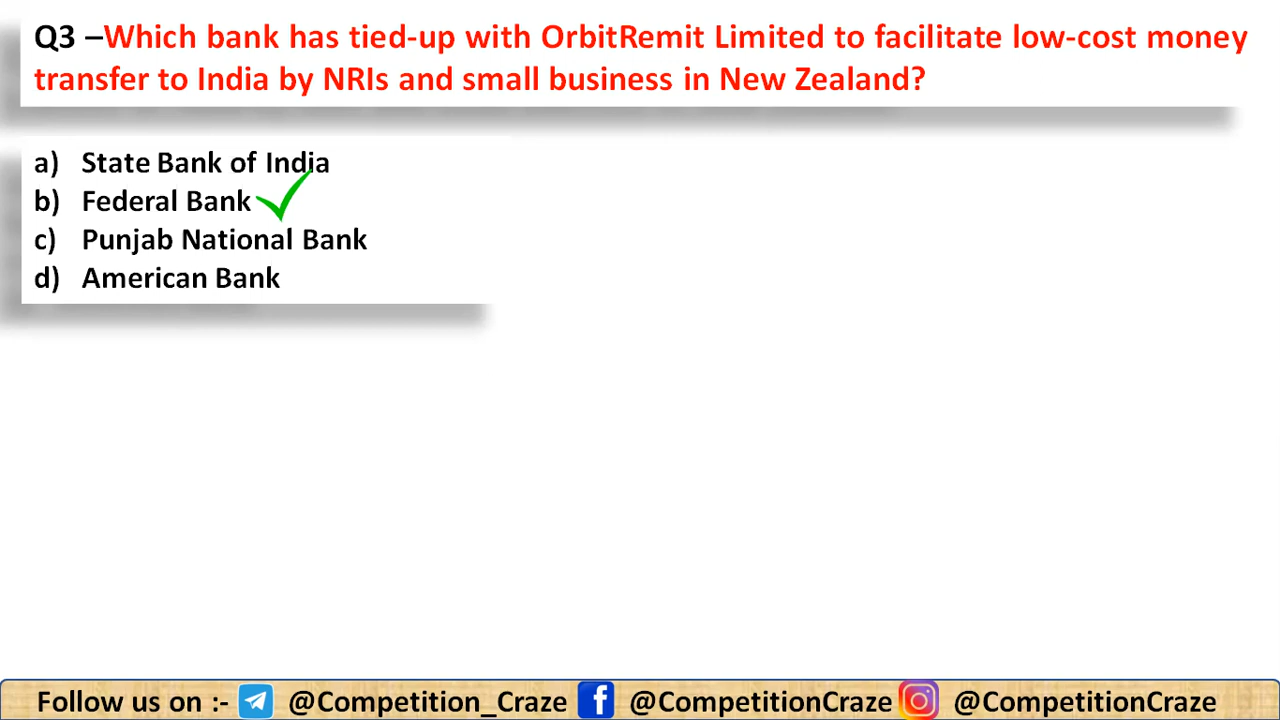 Q3 –Which bank has tied-up with OrbitRemit Limited to facilitate low-cost money
transfer to India by NRIs and small business in New Zealand?
a) State Bank of India
b) Federal Bank
c) Punjab National Bank
d) American Bank
Follow us on :- @Competition_Craze @CompetitionCraze @CompetitionCraze